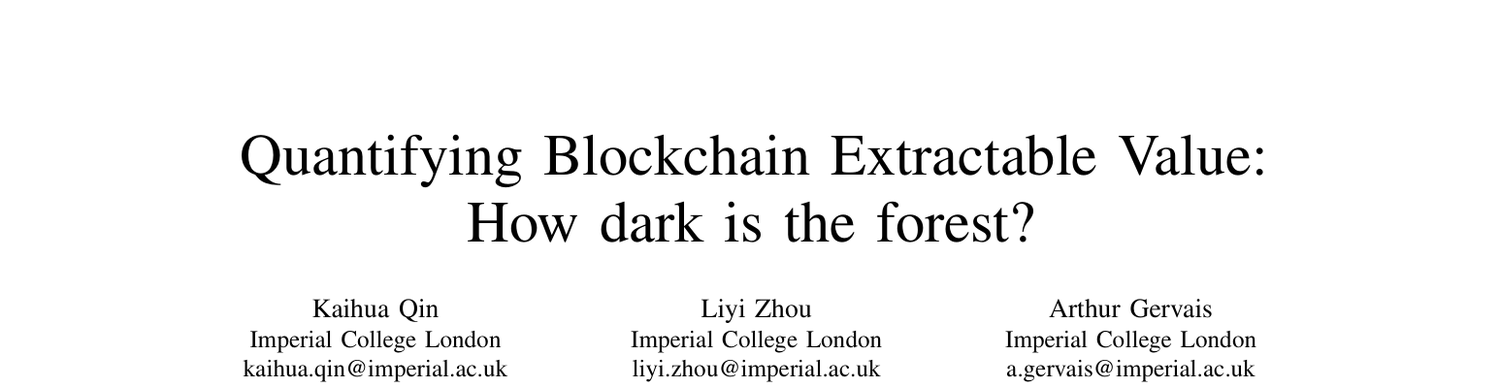 Quantifying Blockchain Extractable Value:
How dark is the forest?
Kaihua Qin
Imperial College London
kaihua.qin@imperial.ac.uk
Liyi Zhou
Imperial College London
liyi.zhou@imperial.ac.uk
Arthur Gervais
Imperial College London
a.gervais@imperial.ac.uk